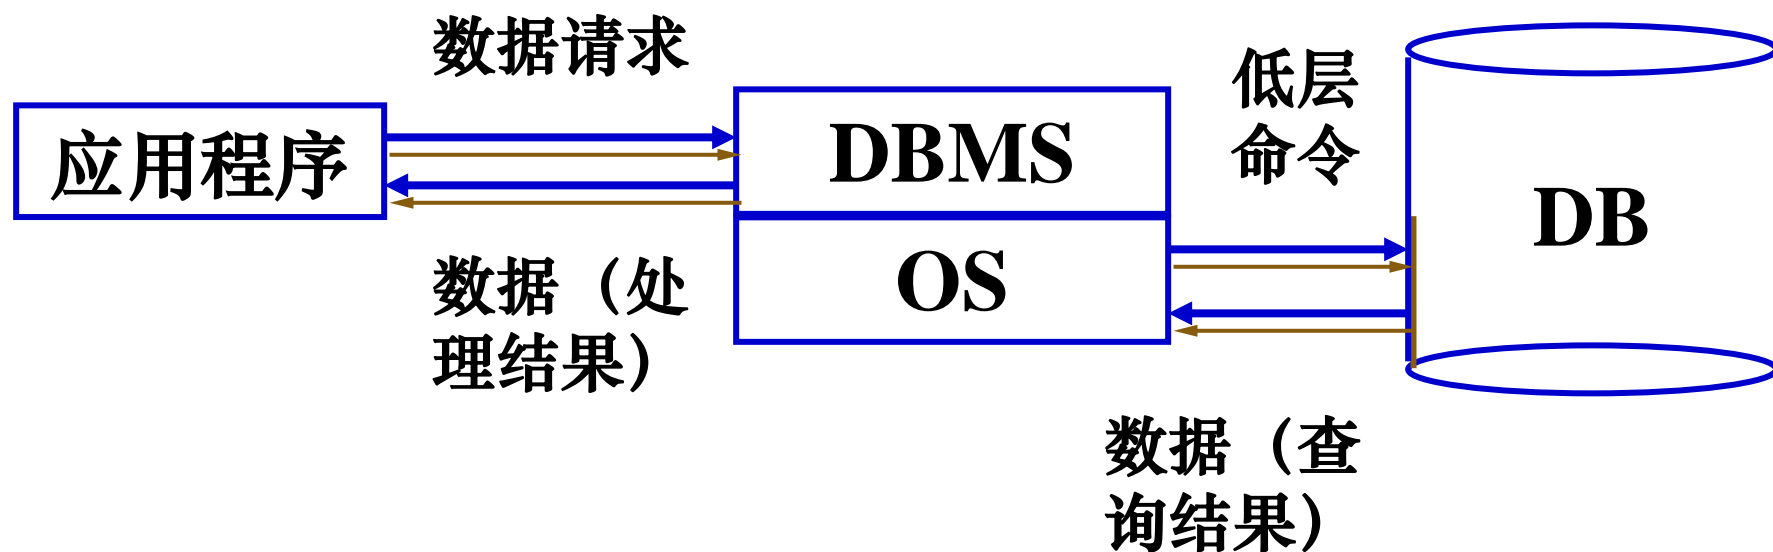 数据请求
应用程序
DBMS
OS
数据（处
理结果）
低层
命令
DB
数据（查
询结果）